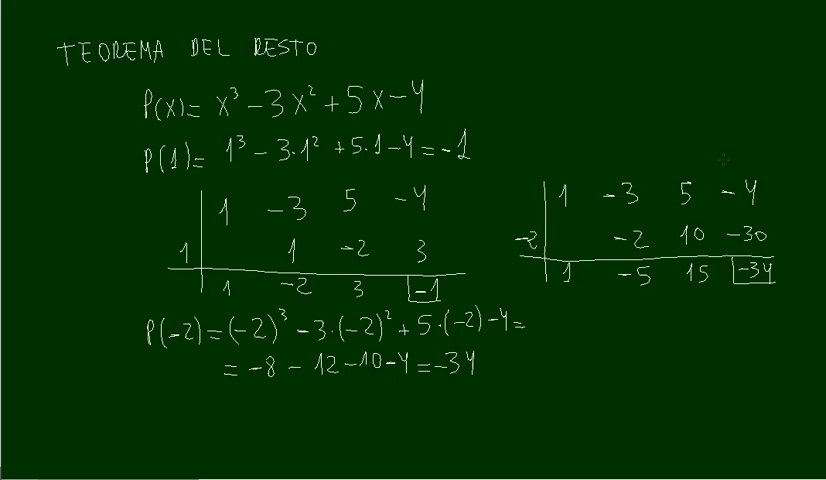 TEOREMA DEL RESTO
P(x)= x³ -3x² +5x-4
P(1)= 1³ - 3·1² +5·1-4=-1
1 -3 5 -4
1 1 -2 3
1 -2 3 -1
1 -3 5 -4
-2 -2 10 -30
1 -5 15 -34
P(-2)=(-2)³ -3·(-2)² +5·(-2)-4=
= -8 - 12-10-4=-34